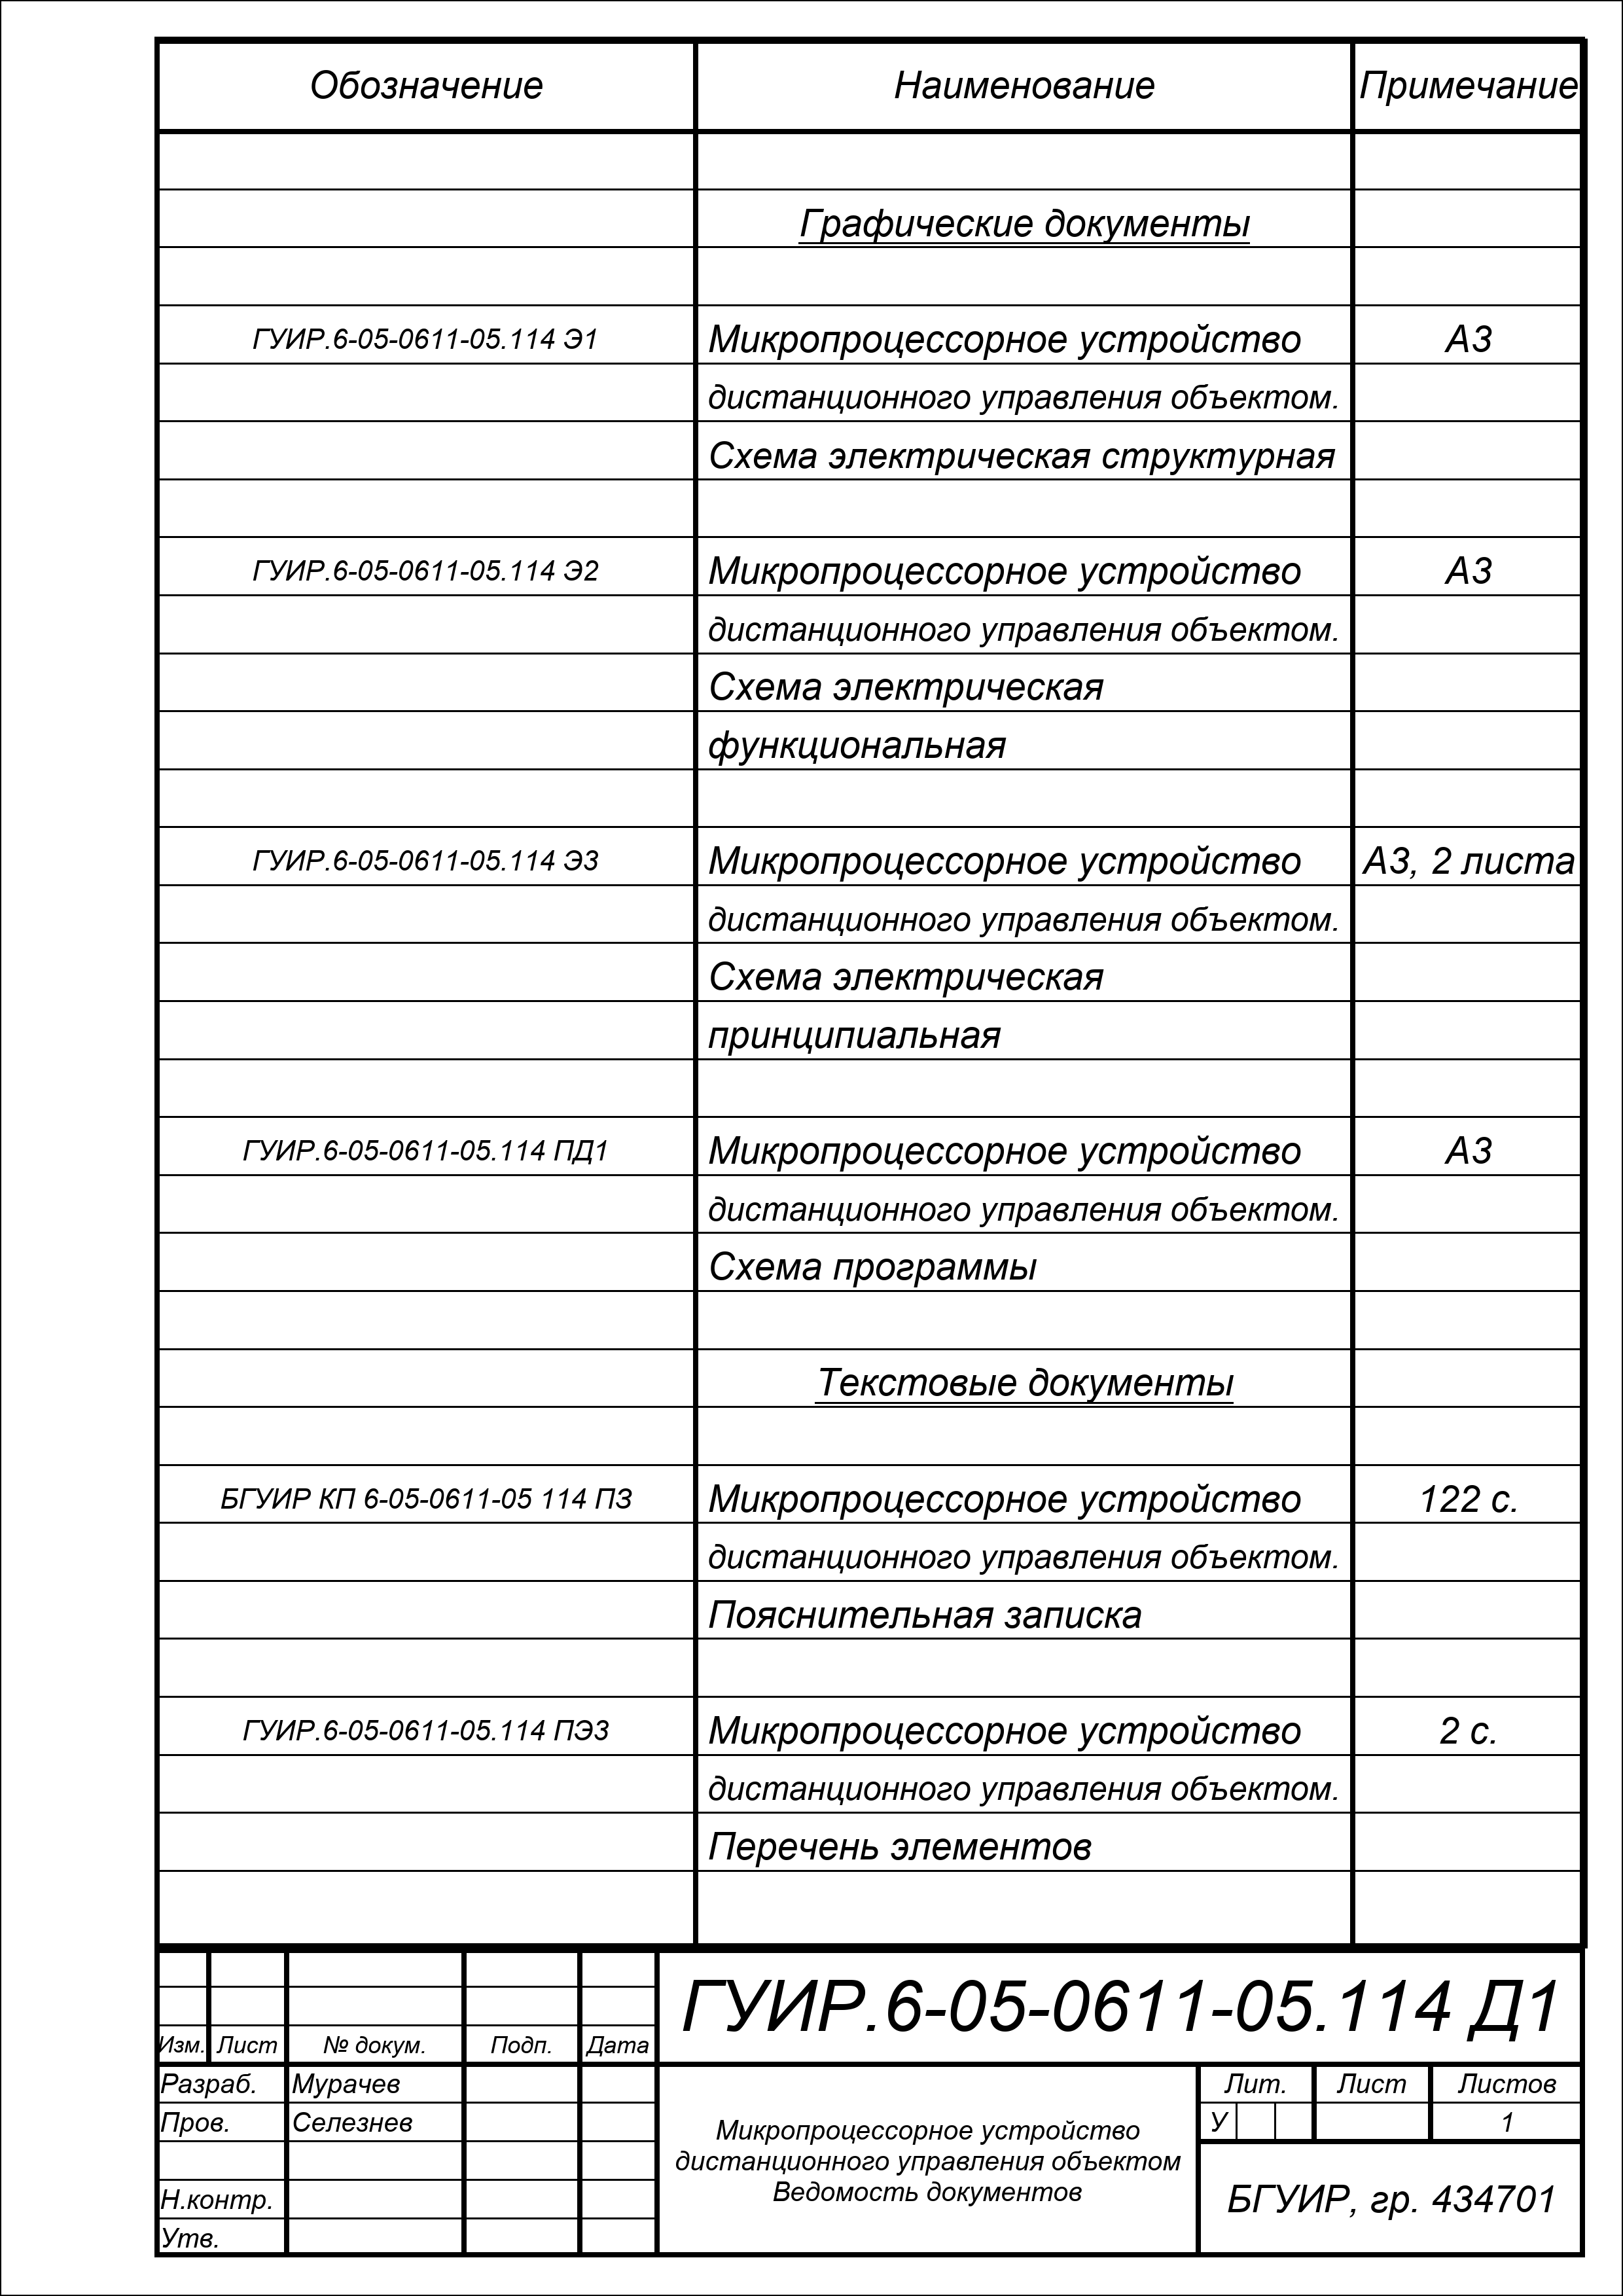 Обозначение Наименование Примечание
Графические документы
ГУИР.6-05-0611-05.114 Э1 Микропроцессорное устройство А3
дистанционного управления объектом.
Схема электрическая структурная
ГУИР.6-05-0611-05.114 Э2 Микропроцессорное устройство А3
дистанционного управления объектом.
Схема электрическая
функциональная
ГУИР.6-05-0611-05.114 Э3 Микропроцессорное устройство А3, 2 листа
дистанционного управления объектом.
Схема электрическая
принципиальная
ГУИР.6-05-0611-05.114 ПД1 Микропроцессорное устройство А3
дистанционного управления объектом.
Схема программы
Текстовые документы
БГУИР КП 6-05-0611-05 114 ПЗ Микропроцессорное устройство 122 с.
дистанционного управления объектом.
Пояснительная записка
ГУИР.6-05-0611-05.114 ПЭ3 Микропроцессорное устройство 2 с.
дистанционного управления объектом.
Перечень элементов
ГУИР.6-05-0611-05.114 Д1
Изм. Лист № докум. Подп. Дата
Разраб. Мурачев
Пров. Селезнев
Н.контр.
Утв.
Микропроцессорное устройство
дистанционного управления объектом
Ведомость документов
Лит. Лист Листов
У 1
БГУИР, гр. 434701